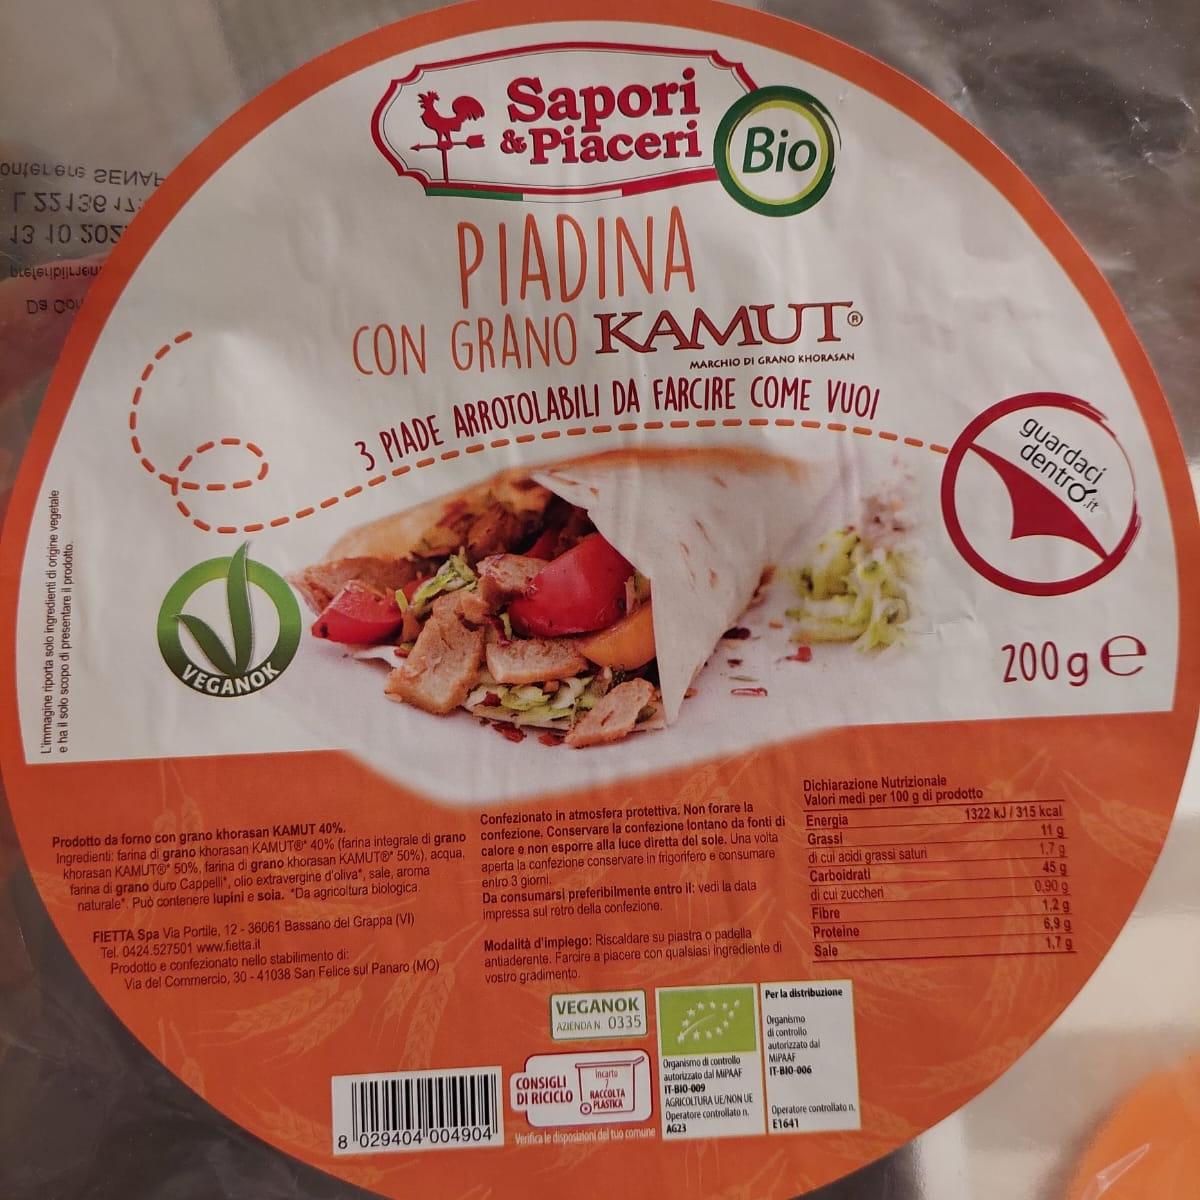 Sapori
&Piaceri
Bio
PIADINA
CON GRANO KAMUT®
MARCHIO DI GRANO KHORASAN
3 PIADE ARROTOLABILI DA FARCIRE COME VUOI
guardaci
dentro.it
VEGANOK
200 g e
L'immagine riporta solo ingredienti di origine vegetale
e ha il solo scopo di presentare il prodotto.
L 22136 17:
13 10 202
Prodotto da forno con grano khorasan KAMUT 40%.
Ingredienti: farina di grano khorasan KAMUT®* 40% (farina integrale di grano
khorasan KAMUT®* 50%, farina di grano khorasan KAMUT®* 50%), acqua,
farina di grano duro Cappelli*, olio extravergine d'oliva*, sale, aroma
naturale*. Può contenere lupini e soia. *Da agricoltura biologica.
FIETTA Spa Via Portile, 12 - 36061 Bassano del Grappa (VI)
Tel. 0424.527501 www.fietta.it
Prodotto e confezionato nello stabilimento di:
Via del Commercio, 30 - 41038 San Felice sul Panaro (MO)
Confezionato in atmosfera protettiva. Non forare la
confezione. Conservare la confezione lontano da fonti di
calore e non esporre alla luce diretta del sole. Una volta
aperta la confezione conservare in frigorifero e consumare
entro 3 giorni.
Da consumarsi preferibilmente entro il: vedi la data
impressa sul retro della confezione.
Modalità d'impiego: Riscaldare su piastra o padella
antiaderente. Farcire a piacere con qualsiasi ingrediente di
vostro gradimento.
Dichiarazione Nutrizionale
Valori medi per 100 g di prodotto
Energia 1322 kJ / 315 kcal
Grassi 11 g
di cui acidi grassi saturi 1,7 g
Carboidrati 45 g
di cui zuccheri 0,90 g
Fibre 1,2 g
Proteine 6,9 g
Sale 1,7 g
VEGANOK
AZIENDA N. 0335
CONSIGLI
DI RICICLO
Incarto
7
RACCOLTA
PLASTICA
Verifica le disposizioni del tuo comune
Organismo di controllo
autorizzato dal MiPAAF
IT-BIO-009
AGRICOLTURA UE/NON UE
Operatore controllato n.
AG23
Per la distribuzione
Organismo
di controllo
autorizzato dal
MiPAAF
IT-BIO-006
Operatore controllato n.
E1641
8 029404 004904